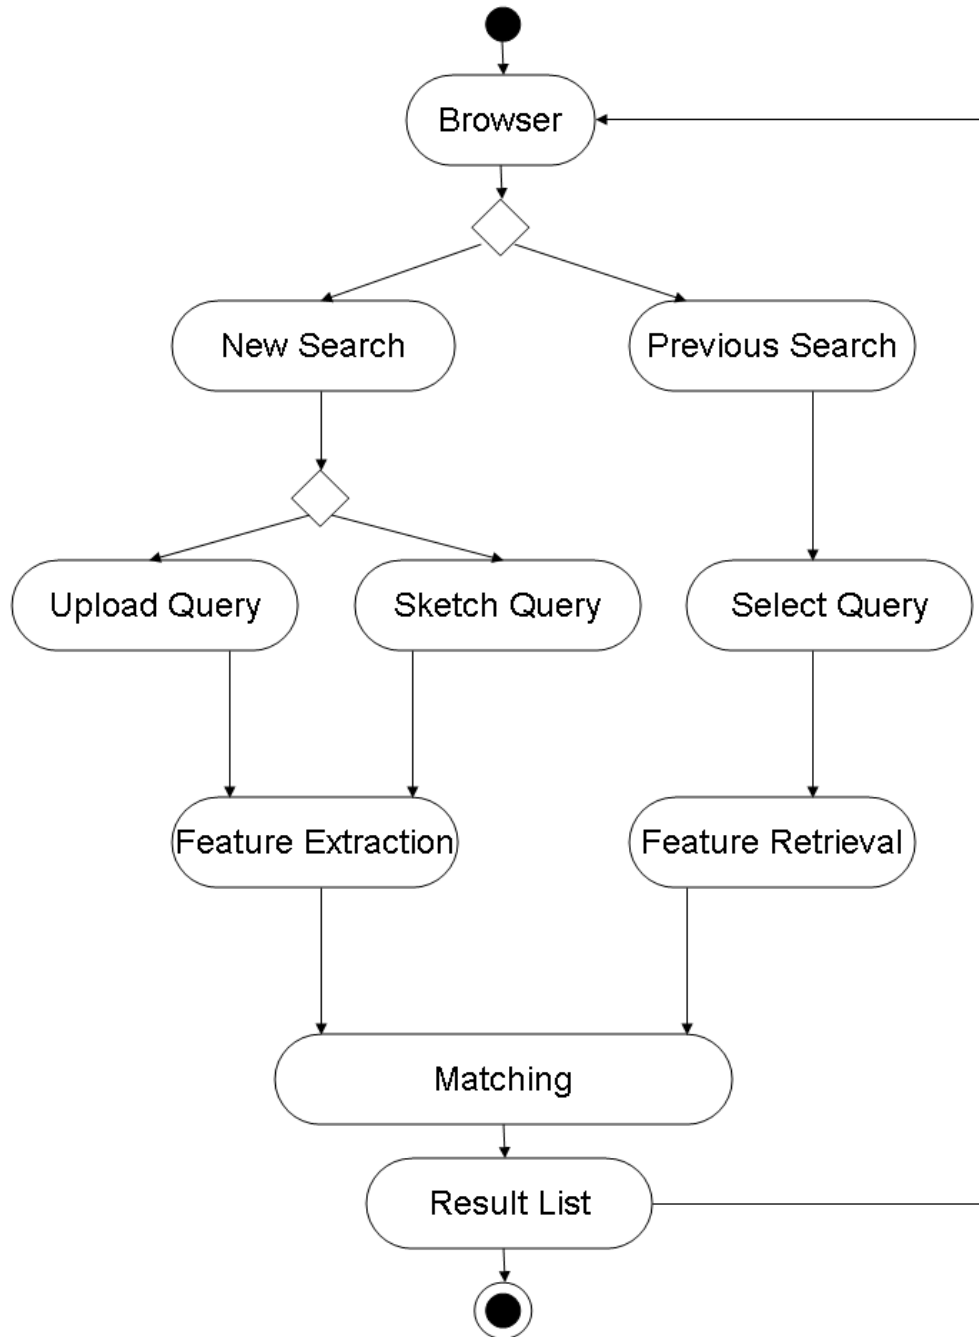 Browser
New Search
Previous Search
Upload Query
Sketch Query
Select Query
Feature Extraction
Feature Retrieval
Matching
Result List